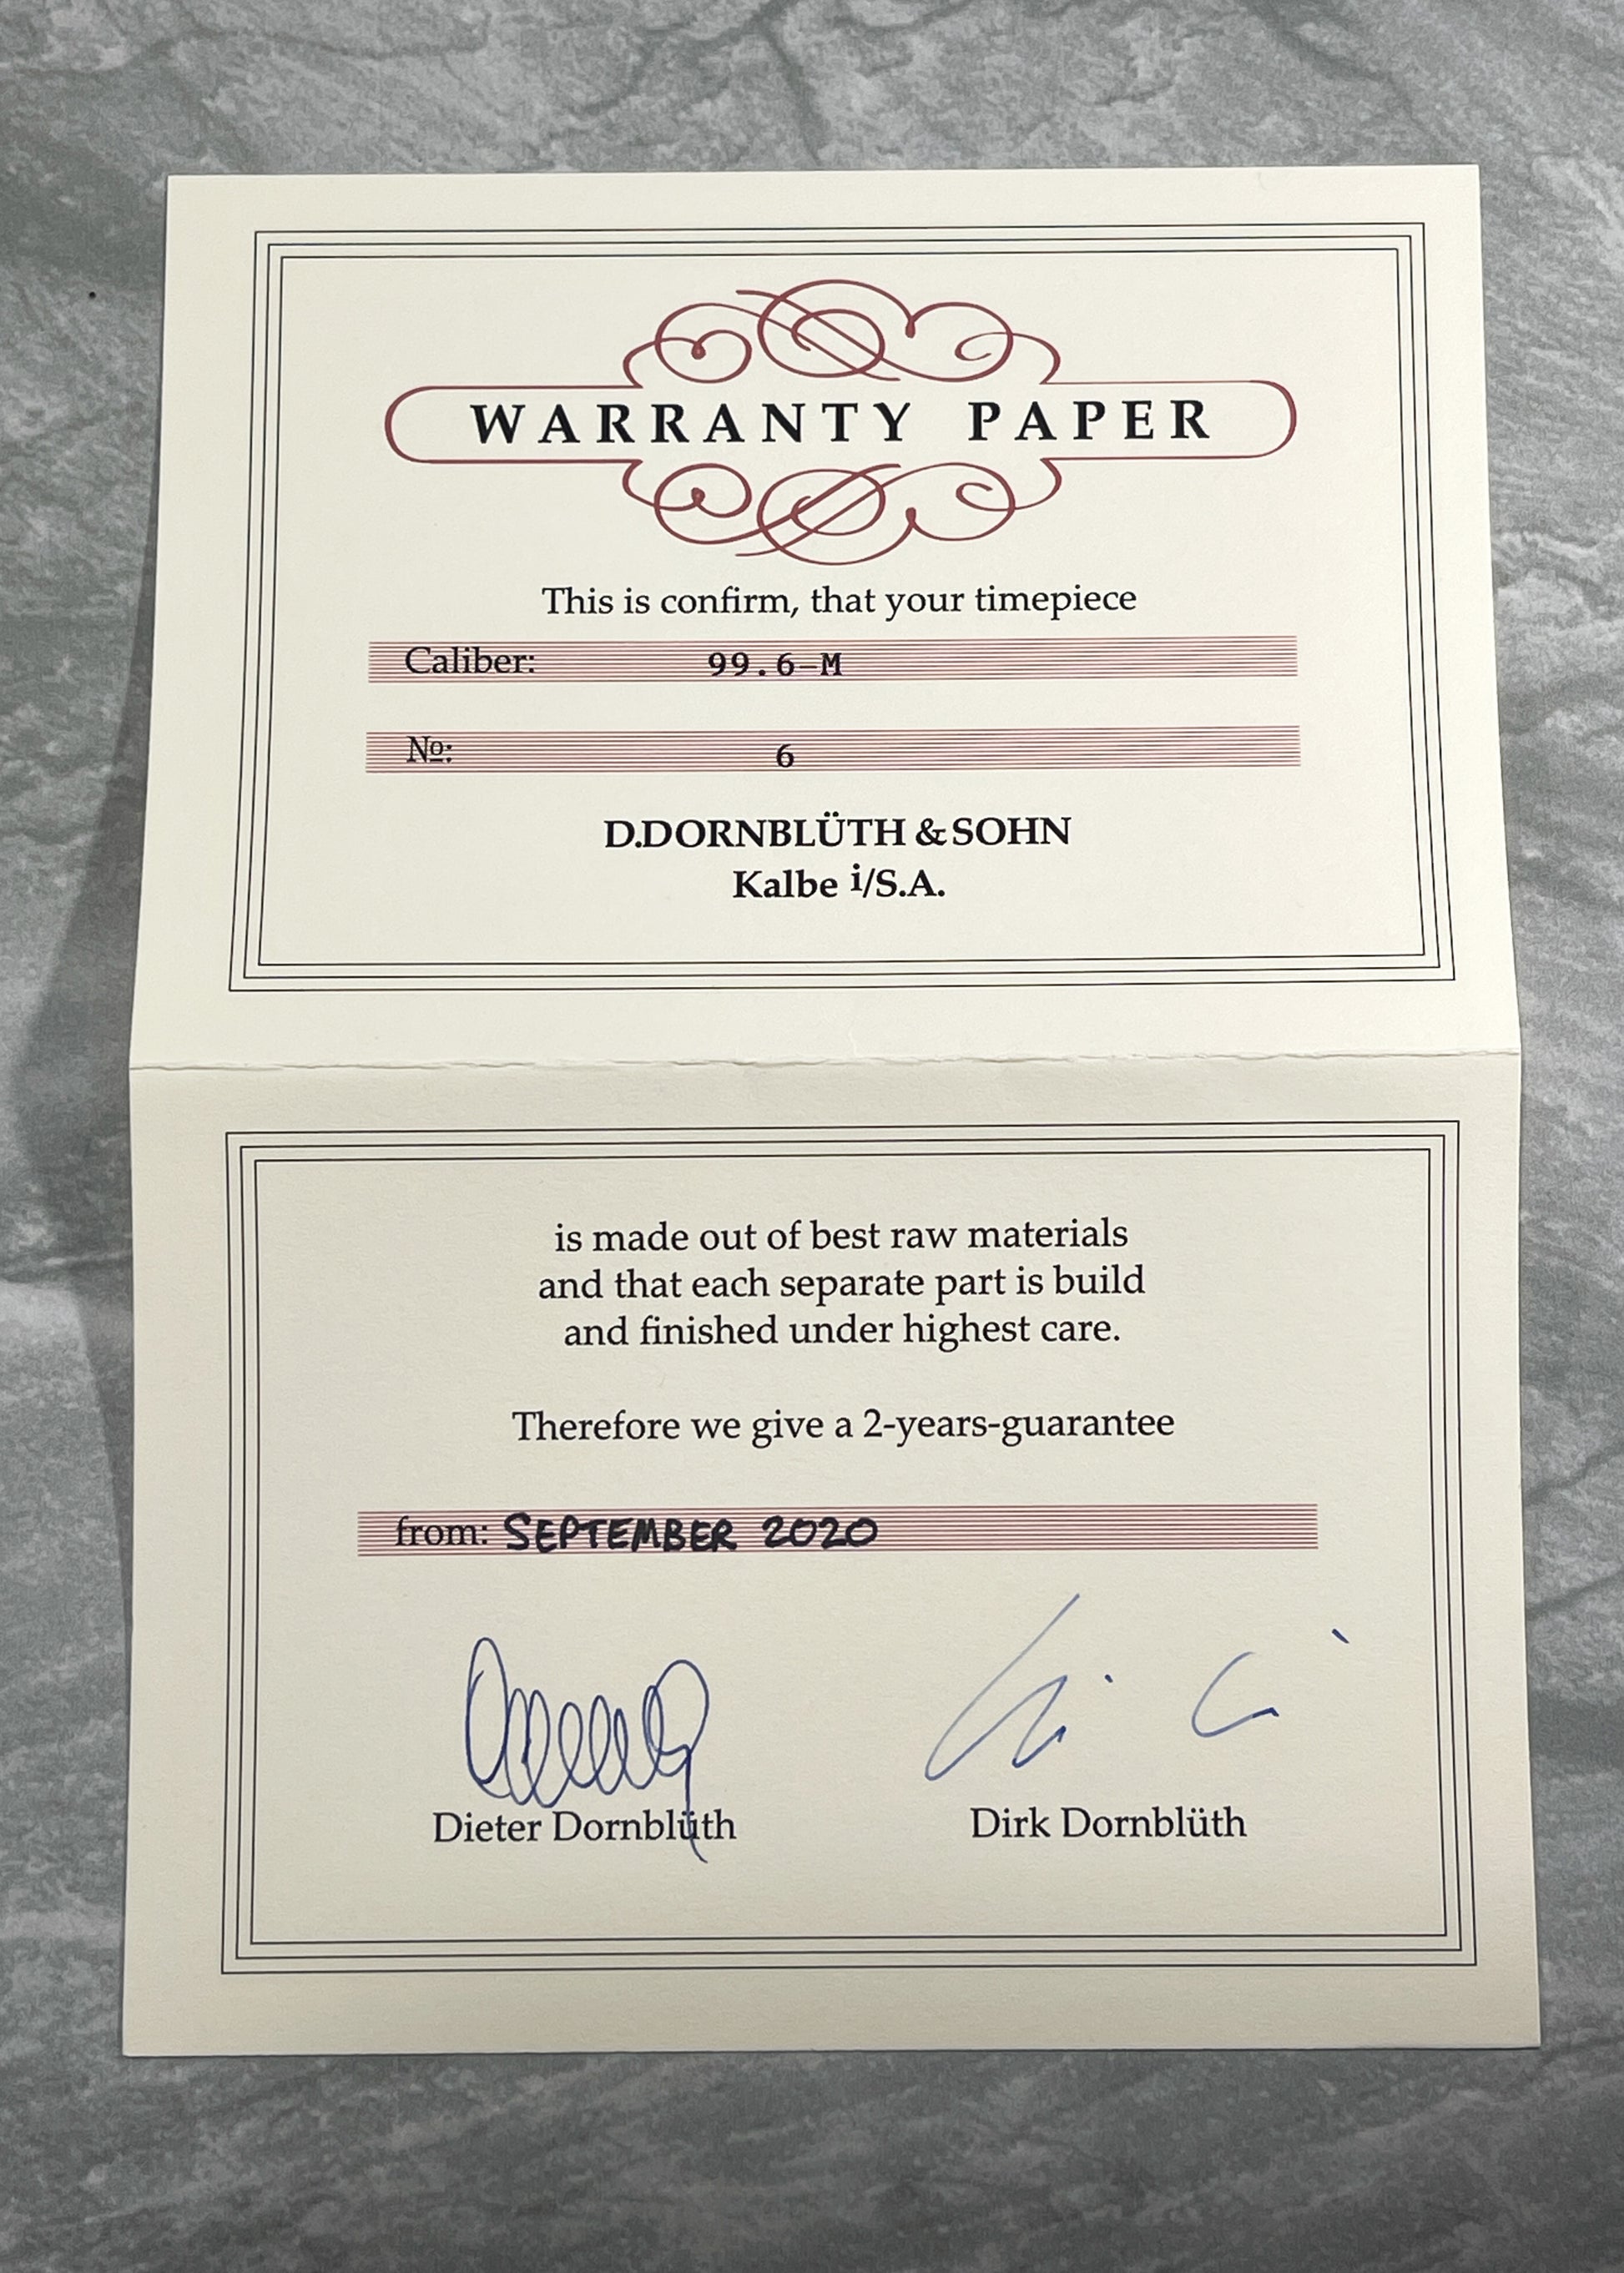 WARRANTY PAPER
This is confirm, that your timepiece
Caliber: 99.6-M
№: 6
D.DORNBLÜTH & SOHN
Kalbe i/S.A.
is made out of best raw materials
and that each separate part is build
and finished under highest care.
Therefore we give a 2-years-guarantee
from: SEPTEMBER 2020
Dieter Dornblüth
Dirk Dornblüth